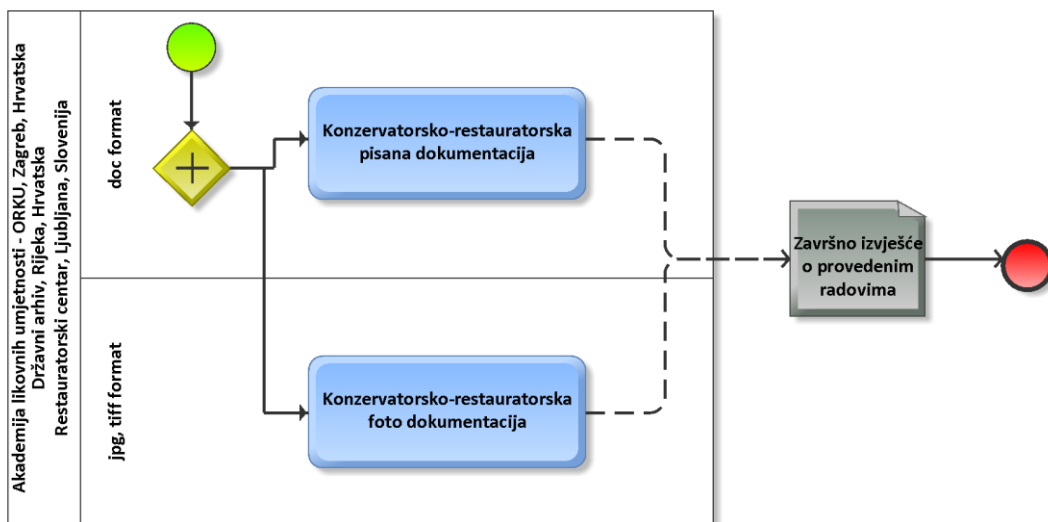 Akademija likovnih umjetnosti - ORKU, Zagreb, Hrvatska
Državni arhiv, Rijeka, Hrvatska
Restauratorski centar, Ljubljana, Slovenija
doc format
Konzervatorsko-restauratorska
pisana dokumentacija
jpg, tiff format
Konzervatorsko-restauratorska
foto dokumentacija
Završno izvješće
o provedenim
radovima